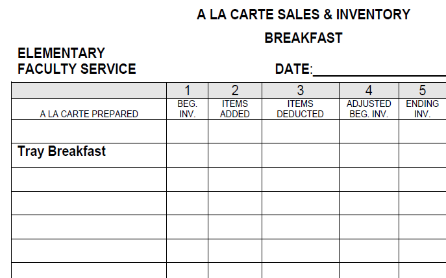 A LA CARTE SALES & INVENTORY
BREAKFAST
ELEMENTARY
FACULTY SERVICE DATE:
1 2 3 4 5
A LA CARTE PREPARED BEG. INV. ITEMS ADDED ITEMS DEDUCTED ADJUSTED BEG. INV. ENDING INV.
Tray Breakfast